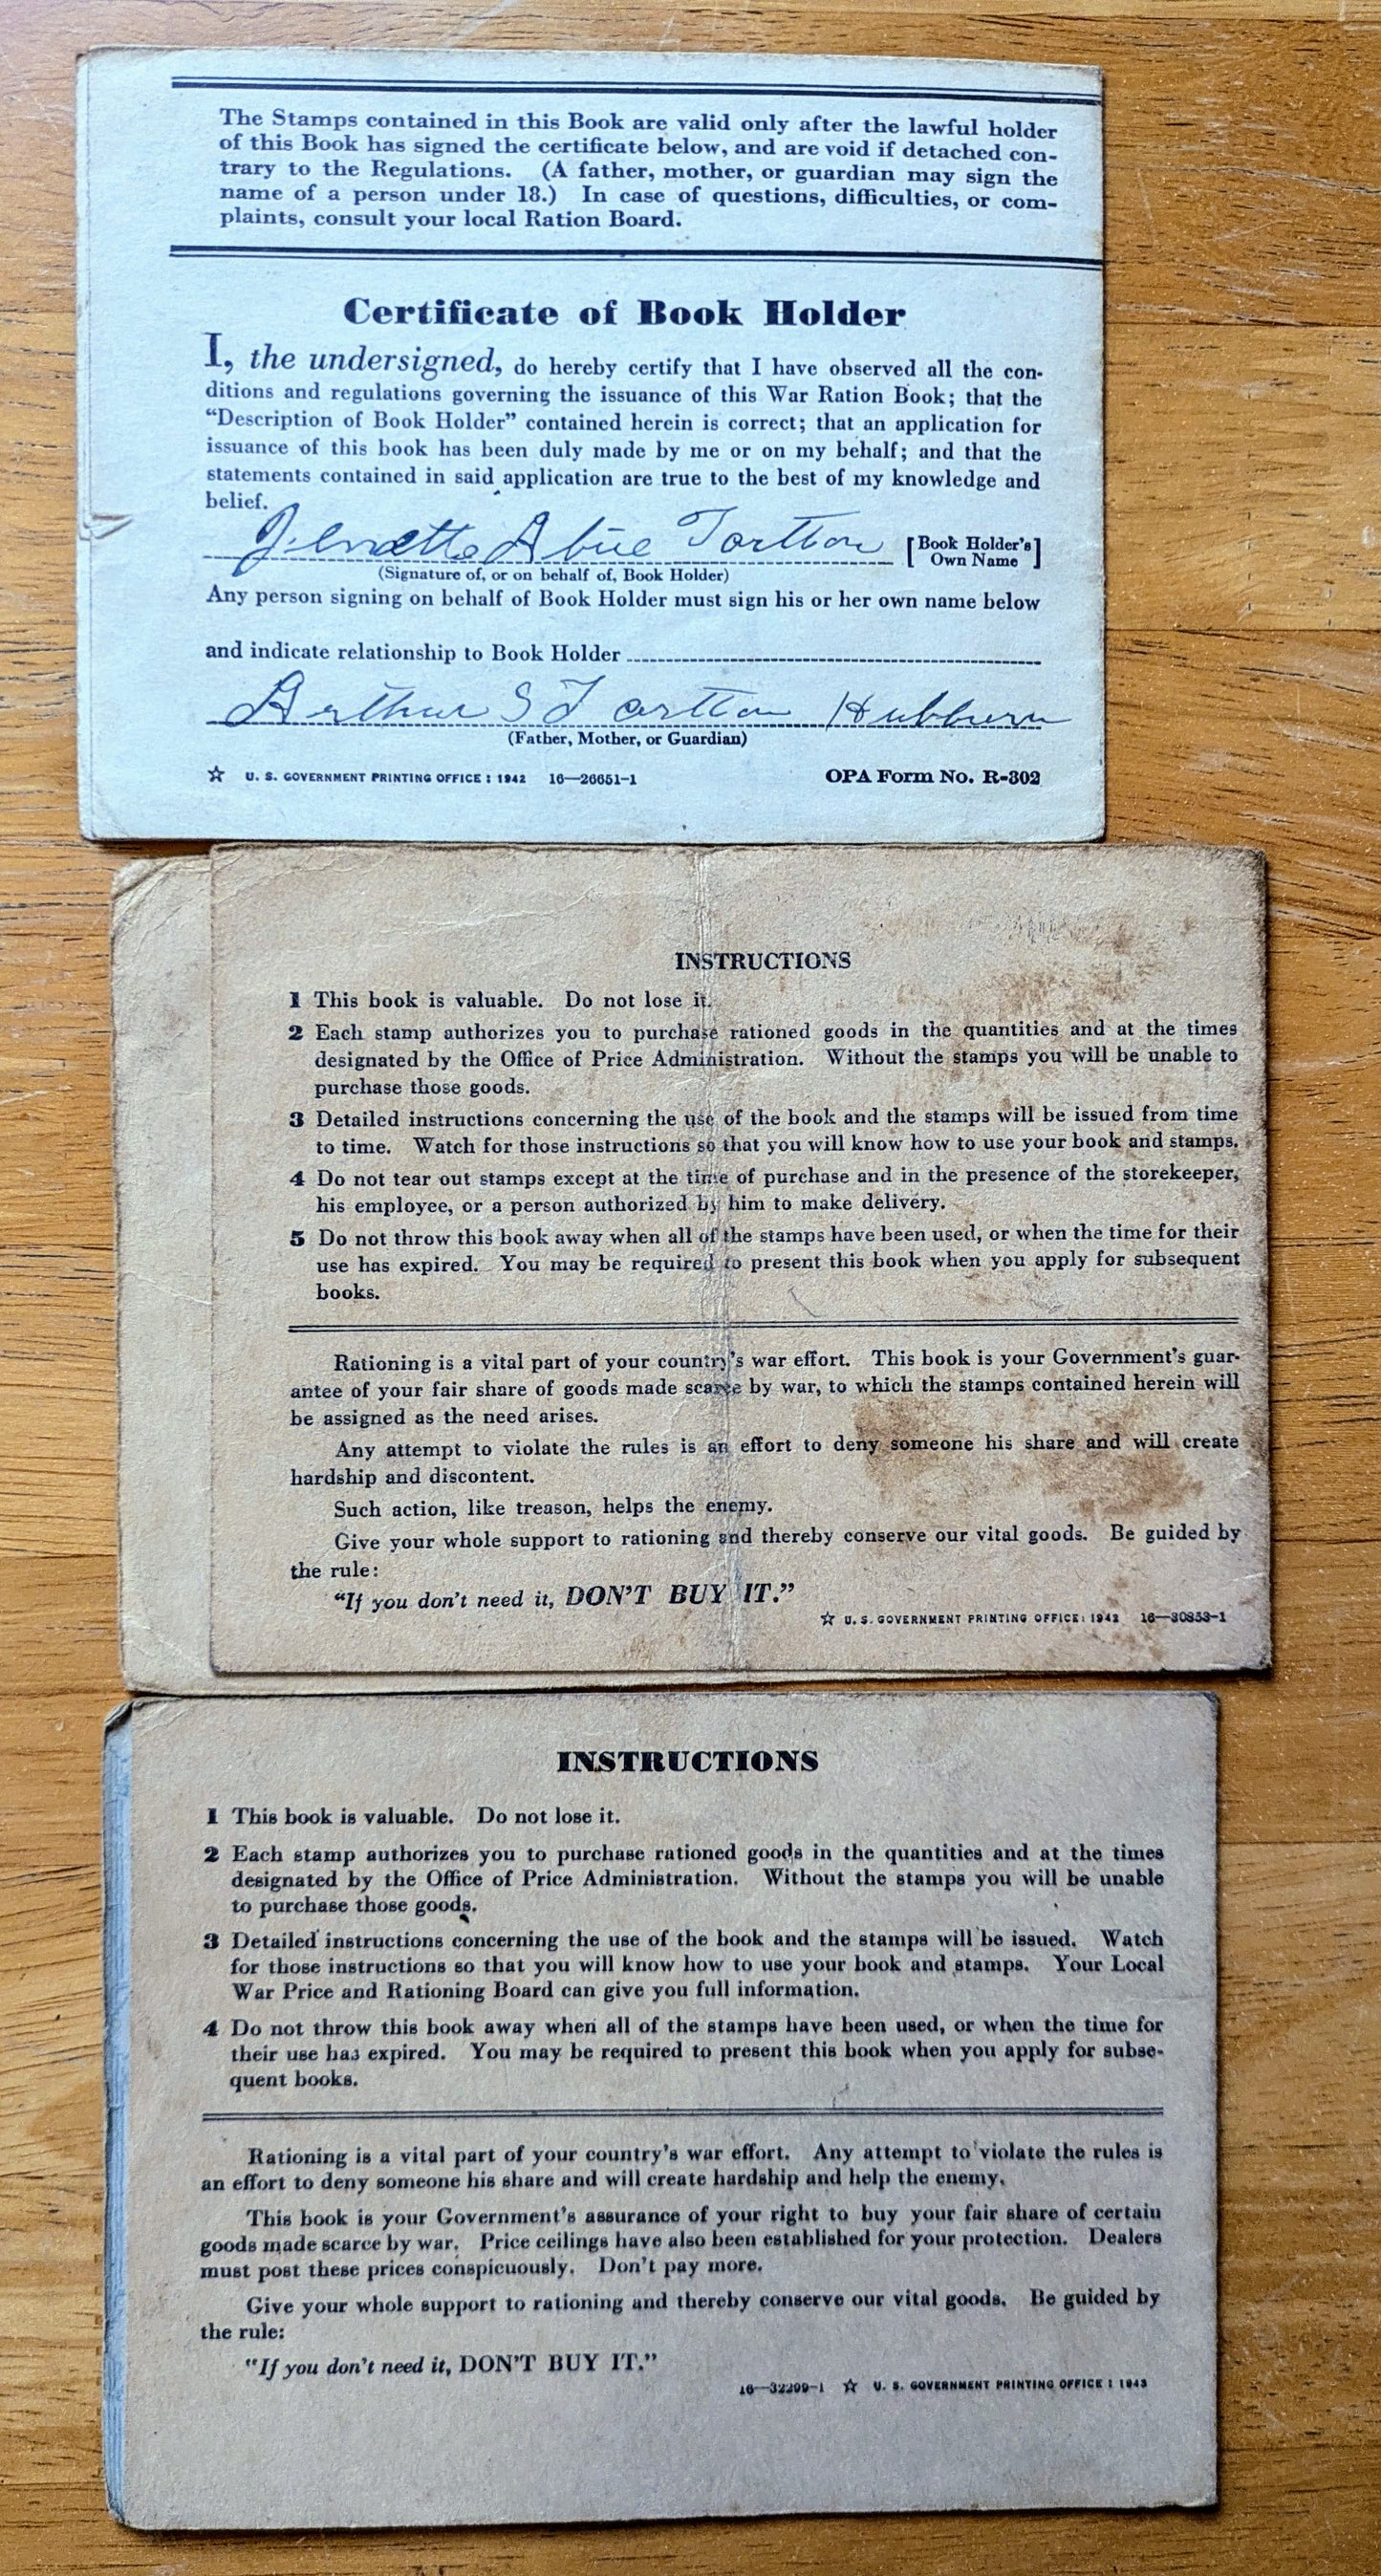 The Stamps contained in this Book are valid only after the lawful holder
of this Book has signed the certificate below, and are void if detached con-
trary to the Regulations. (A father, mother, or guardian may sign the
name of a person under 18.) In case of questions, difficulties, or com-
plaints, consult your local Ration Board.
Certificate of Book Holder
I, the undersigned, do hereby certify that I have observed all the con-
ditions and regulations governing the issuance of this War Ration Book; that the
“Description of Book Holder” contained herein is correct; that an application for
issuance of this book has been duly made by me or on my behalf; and that the
statements contained in said application are true to the best of my knowledge and
belief.
[Book Holder's
Own Name]
(Signature of, or on behalf of, Book Holder)
Any person signing on behalf of Book Holder must sign his or her own name below
and indicate relationship to Book Holder
Arthur S
(Father, Mother, or Guardian)
☆ U. S. GOVERNMENT PRINTING OFFICE : 1942 16—26651-1 OPA Form No. R-302
INSTRUCTIONS
1 This book is valuable. Do not lose it.
2 Each stamp authorizes you to purchase rationed goods in the quantities and at the times
designated by the Office of Price Administration. Without the stamps you will be unable to
purchase those goods.
3 Detailed instructions concerning the use of the book and the stamps will be issued from time
to time. Watch for those instructions so that you will know how to use your book and stamps.
4 Do not tear out stamps except at the time of purchase and in the presence of the storekeeper,
his employee, or a person authorized by him to make delivery.
5 Do not throw this book away when all of the stamps have been used, or when the time for their
use has expired. You may be required to present this book when you apply for subsequent
books.
Rationing is a vital part of your country's war effort. This book is your Government's guar-
antee of your fair share of goods made scarce by war, to which the stamps contained herein will
be assigned as the need arises.
Any attempt to violate the rules is an effort to deny someone his share and will create
hardship and discontent.
Such action, like treason, helps the enemy.
Give your whole support to rationing and thereby conserve our vital goods. Be guided by
the rule:
“If you don't need it, DON'T BUY IT.”
☆ U. S. GOVERNMENT PRINTING OFFICE: 1942 16—30853-1
INSTRUCTIONS
1 This book is valuable. Do not lose it.
2 Each stamp authorizes you to purchase rationed goods in the quantities and at the times
designated by the Office of Price Administration. Without the stamps you will be unable
to purchase those goods.
3 Detailed instructions concerning the use of the book and the stamps will be issued. Watch
for those instructions so that you will know how to use your book and stamps. Your Local
War Price and Rationing Board can give you full information.
4 Do not throw this book away when all of the stamps have been used, or when the time for
their use has expired. You may be required to present this book when you apply for subse-
quent books.
Rationing is a vital part of your country's war effort. Any attempt to violate the rules is
an effort to deny someone his share and will create hardship and help the enemy.
This book is your Government's assurance of your right to buy your fair share of certain
goods made scarce by war. Price ceilings have also been established for your protection. Dealers
must post these prices conspicuously. Don't pay more.
Give your whole support to rationing and thereby conserve our vital goods. Be guided by
the rule:
“If you don't need it, DON'T BUY IT.”
16—32299-1 ☆ U. S. GOVERNMENT PRINTING OFFICE : 1943